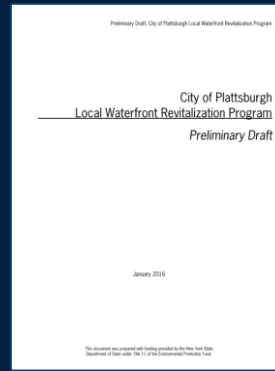 Preliminary Draft: City of Plattsburgh Local Waterfront Revitalization Program
City of Plattsburgh
Local Waterfront Revitalization Program
Preliminary Draft
January 2016
This document was prepared with funding provided by the New York State
Department of State under Title 11 of the Environmental Protection Fund.